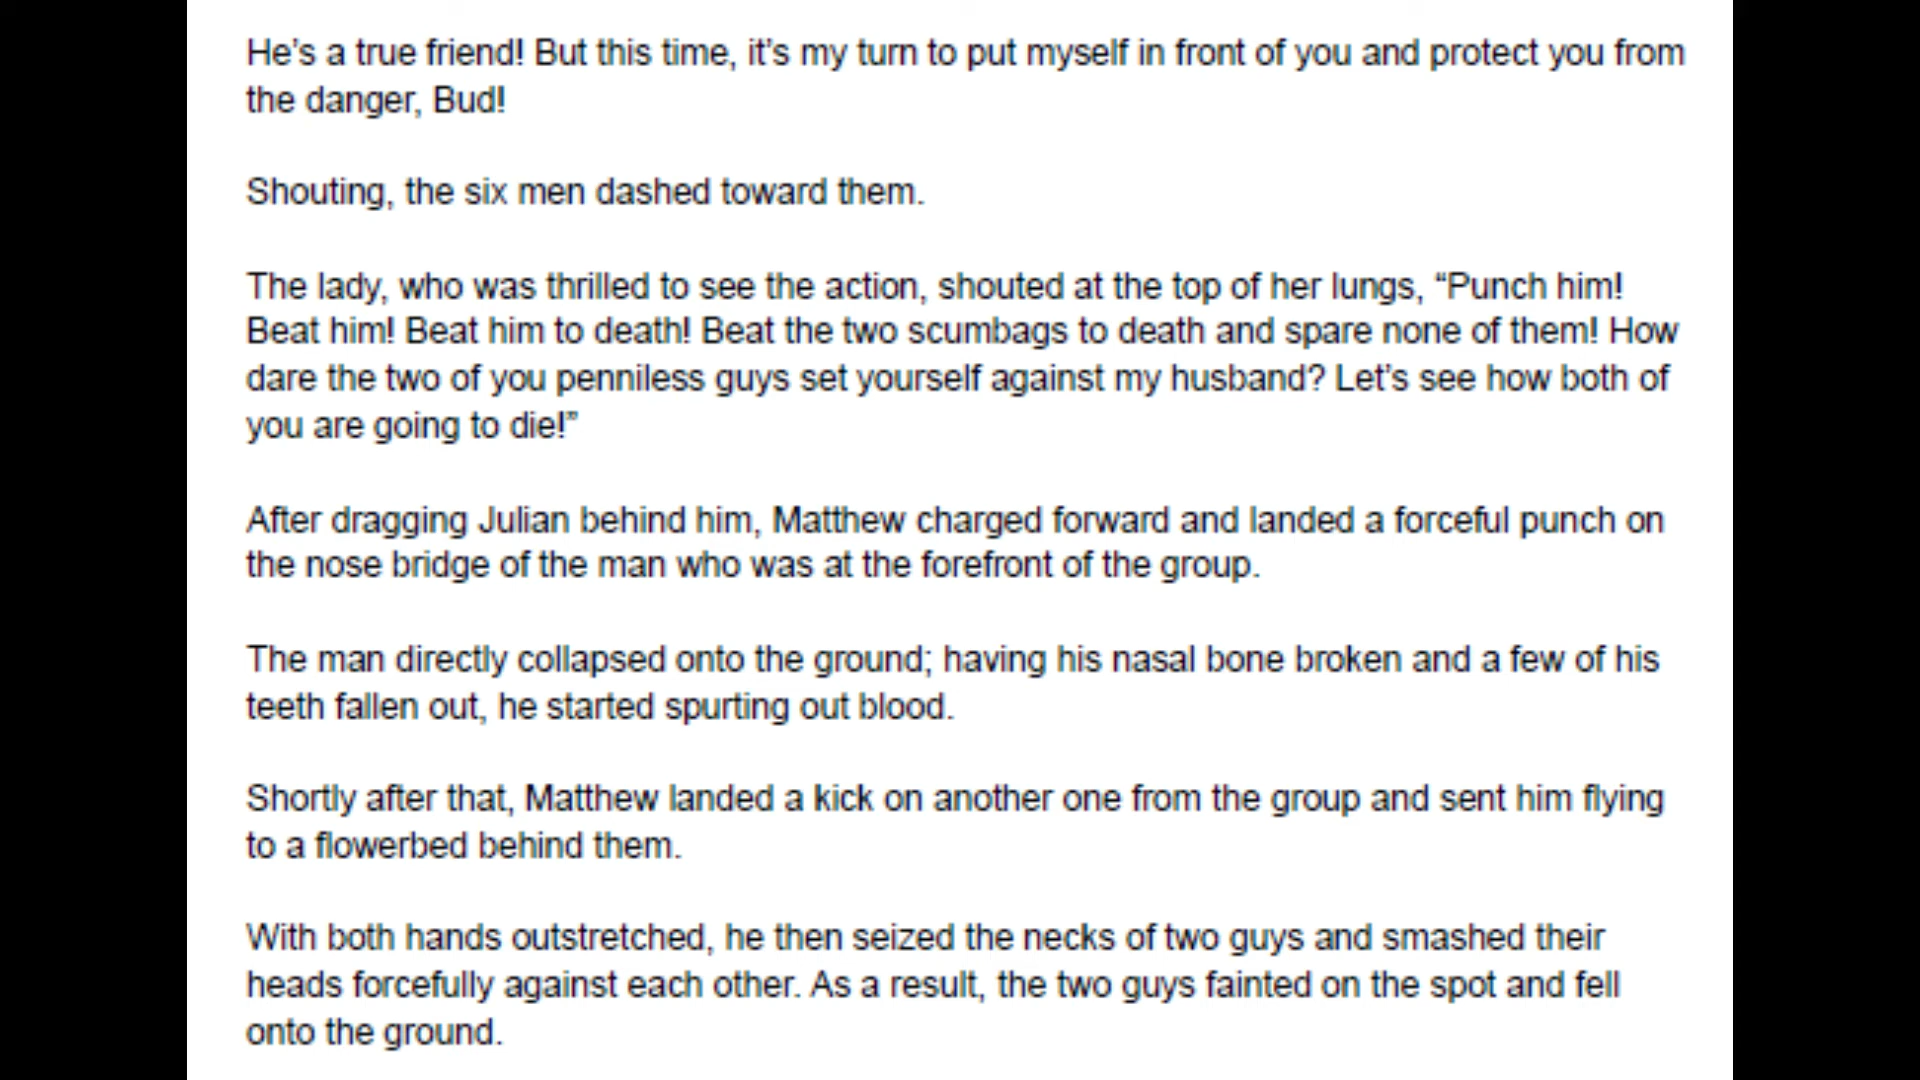 He’s a true friend! But this time, it’s my turn to put myself in front of you and protect you from
the danger, Bud!
Shouting, the six men dashed toward them.
The lady, who was thrilled to see the action, shouted at the top of her lungs, “Punch him!
Beat him! Beat him to death! Beat the two scumbags to death and spare none of them! How
dare the two of you penniless guys set yourself against my husband? Let’s see how both of
you are going to die!”
After dragging Julian behind him, Matthew charged forward and landed a forceful punch on
the nose bridge of the man who was at the forefront of the group.
The man directly collapsed onto the ground; having his nasal bone broken and a few of his
teeth fallen out, he started spurting out blood.
Shortly after that, Matthew landed a kick on another one from the group and sent him flying
to a flowerbed behind them.
With both hands outstretched, he then seized the necks of two guys and smashed their
heads forcefully against each other. As a result, the two guys fainted on the spot and fell
onto the ground.